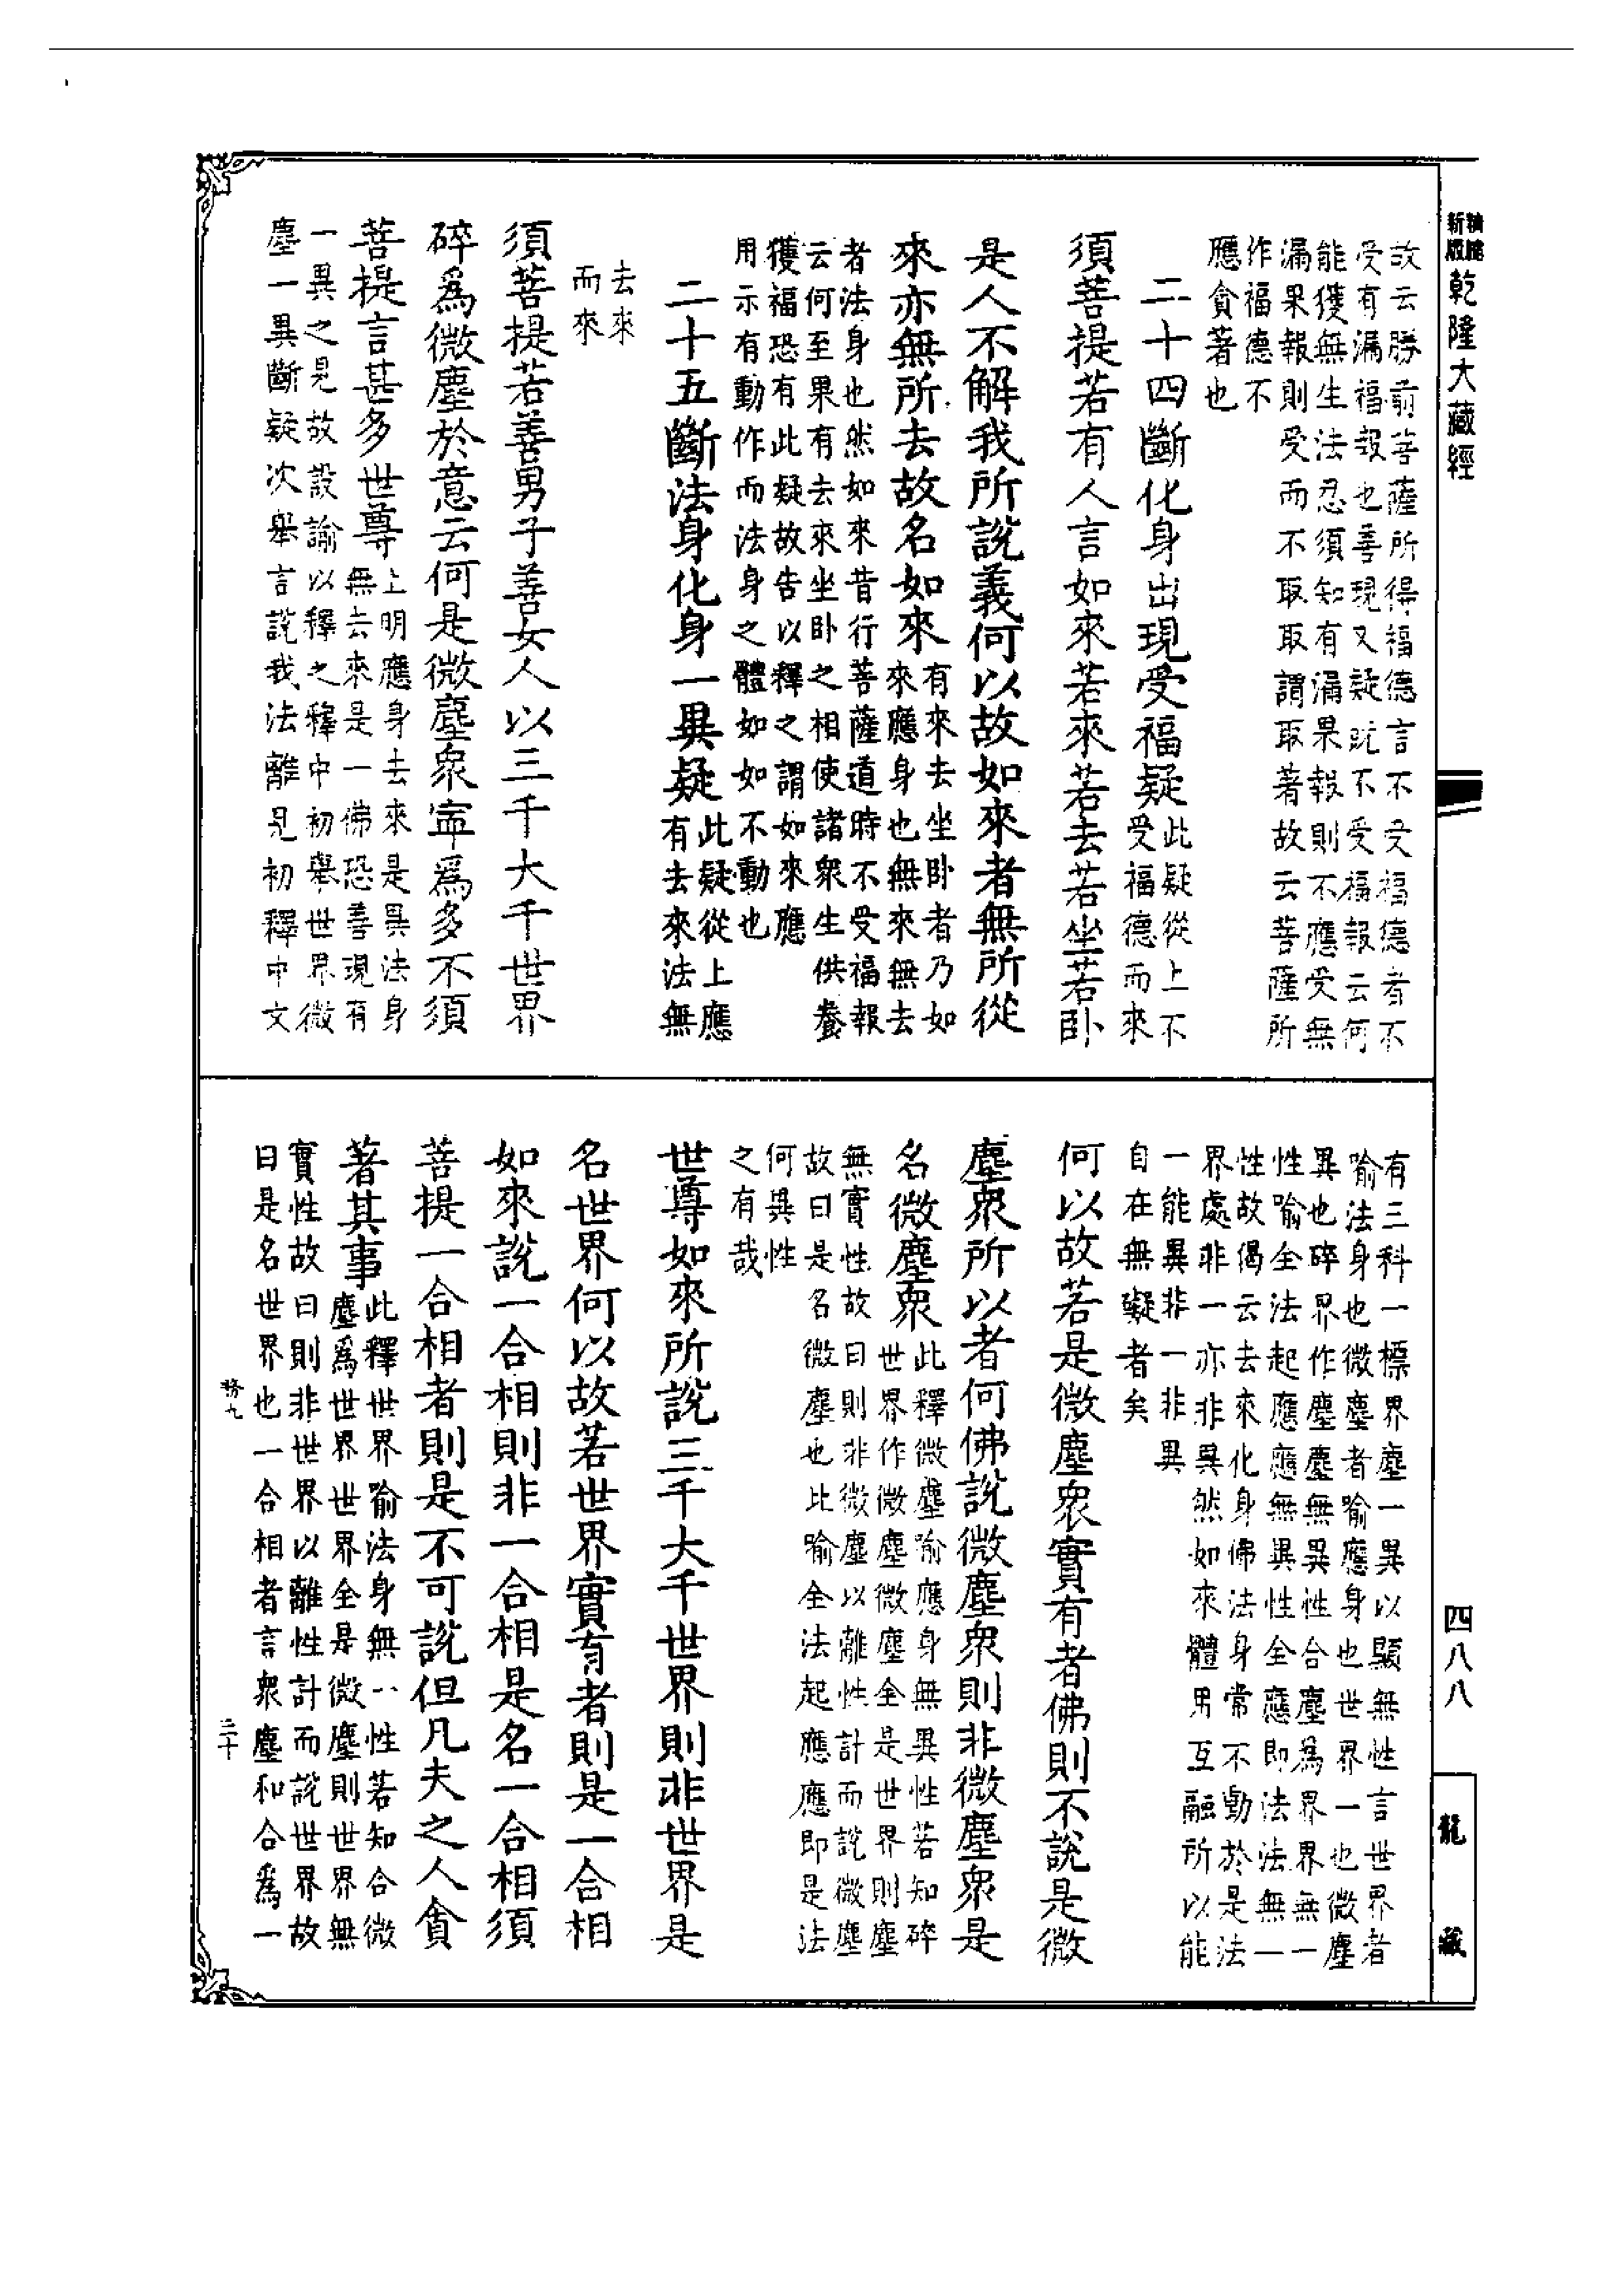 新版
乾隆大藏經
故云勝前菩薩所得福德言不受福德者不
受有漏福報也善現又疑既不受福報云何
能獲無生法忍須知有漏果報則不應受無
漏果報則受而不取取謂取著故云菩薩所
作福德不
應貪著也
二十四斷化身出現受福疑此疑從上不
受福德而來
須菩提若有人言如來若來若去若坐若卧
是人不解我所說義何以故如來者無所從
來亦無所去故名如來有來去坐卧者乃如
來應身也無來無去
者法身也然如來昔行菩薩道時不受福報
云何至果有去來坐卧之相使諸衆生供養
獲福恐有此疑故告以釋之謂如來應
用示有動作而法身之體如如不動也
二十五斷法身化身一異疑此疑從上應
有去來法無
去來
而來
須菩提若善男子善女人以三千大千世界
碎爲微塵於意云何是微塵衆寧爲多不須
菩提言甚多世尊上明應身去來是異法身
無去來是一佛恐善現有
一異之見故設諭以釋之釋中初舉世界微
塵一異斷疑次舉言說我法離見初釋中文
有三科一標界塵一異以顯無性言世界者
喻法身也微塵者喻應身也世界一也微塵
異也碎界作塵塵無異性合塵爲界界無一
性喻全法起應應無異性全應即法法無一
性故偈云去來化身佛法身常不動於是法
界處非一亦非異然如來體用互融所以能
一能異非一非異
自在無礙者矣
何以故若是微塵衆實有者佛則不說是微
塵衆所以者何佛說微塵衆則非微塵衆是
名微塵衆此釋微塵喻應身無異性若知碎
世界作微塵微塵全是世界則塵
無實性故曰則非微塵以離性計而說微塵
故曰是名微塵也比喻全法起應應即是法
何異性
之有哉
世尊如來所說三千大千世界則非世界是
名世界何以故若世界實有者則是一合相
如來說一合相則非一合相是名一合相須
菩提一合相者則是不可說但凡夫之人貪
著其事此釋世界喻法身無一性若知合微
塵爲世界世界全是微塵則世界無
實性故曰則非世界以離性計而說世界故
曰是名世界也一合相者言衆塵和合爲一
四八八
龍藏
九
三十